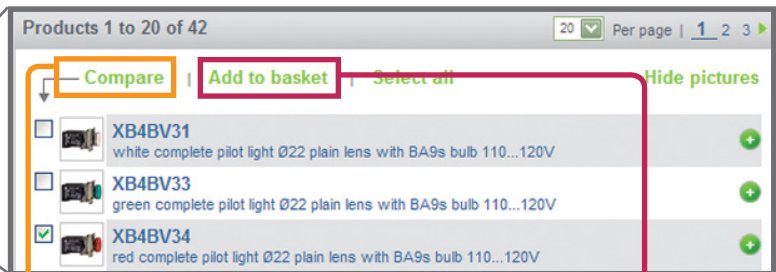 Products 1 to 20 of 42 20 Per page | 1 2 3
Compare | Add to basket | Select all Hide pictures
XB4BV31
white complete pilot light Ø22 plain lens with BA9s bulb 110...120V
XB4BV33
green complete pilot light Ø22 plain lens with BA9s bulb 110...120V
XB4BV34
red complete pilot light Ø22 plain lens with BA9s bulb 110...120V